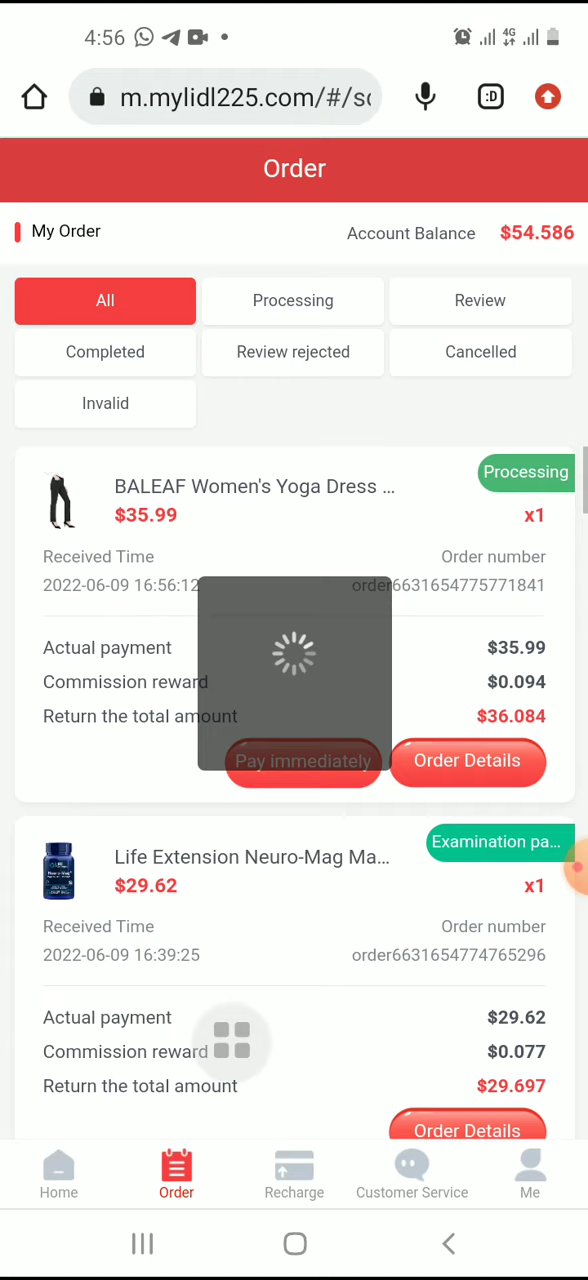 4:56
4G
:D
m.mylidl225.com/#/so
Order
My Order
Account Balance $54.586
All Processing Review
Completed Review rejected Cancelled
Invalid
Processing
BALEAF Women's Yoga Dress ...
$35.99 x1
Received Time Order number
2022-06-09 16:56:12 order6631654775771841
Actual payment $35.99
Commission reward $0.094
Return the total amount $36.084
Pay immediately Order Details
Examination pa...
Life Extension Neuro-Mag Ma...
$29.62 x1
Received Time Order number
2022-06-09 16:39:25 order6631654774765296
Actual payment $29.62
Commission reward $0.077
Return the total amount $29.697
Order Details
Home Order Recharge Customer Service Me